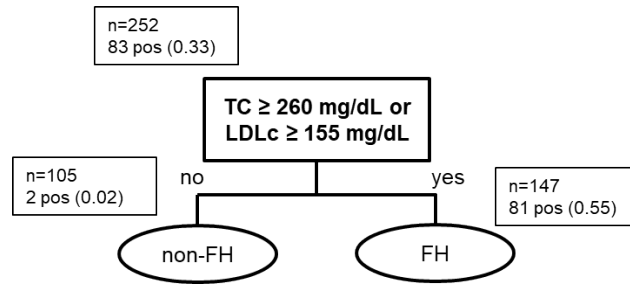 n=252
83 pos (0.33)
TC ≥ 260 mg/dL or
LDLc ≥ 155 mg/dL
n=105
2 pos (0.02)
no
yes
n=147
81 pos (0.55)
non-FH
FH